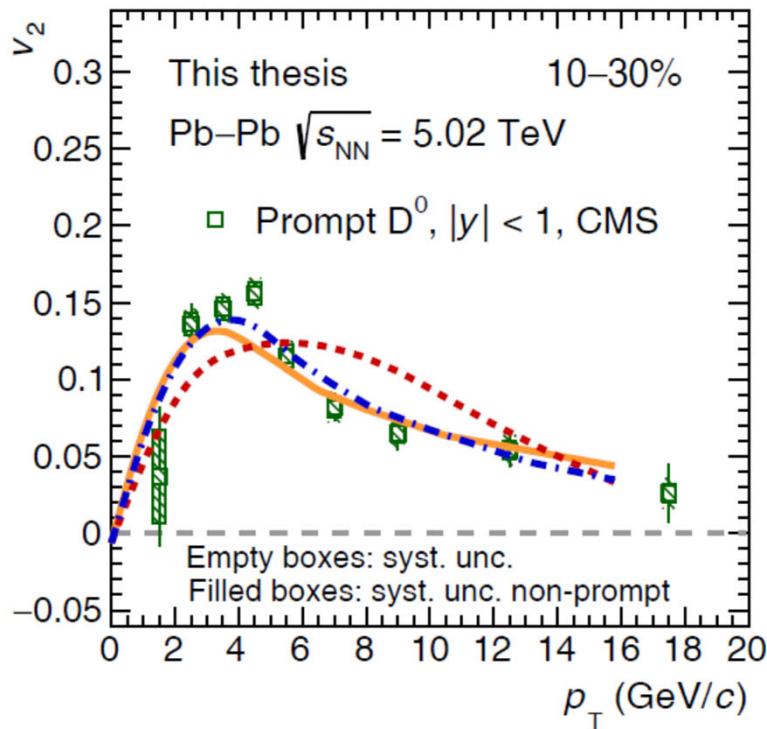 v₂
0.3
0.25
0.2
0.15
0.1
0.05
0
−0.05
This thesis 10–30%
Pb–Pb √sNN = 5.02 TeV
Prompt D⁰, |y| < 1, CMS
Empty boxes: syst. unc.
Filled boxes: syst. unc. non-prompt
0 2 4 6 8 10 12 14 16 18 20
pT (GeV/c)